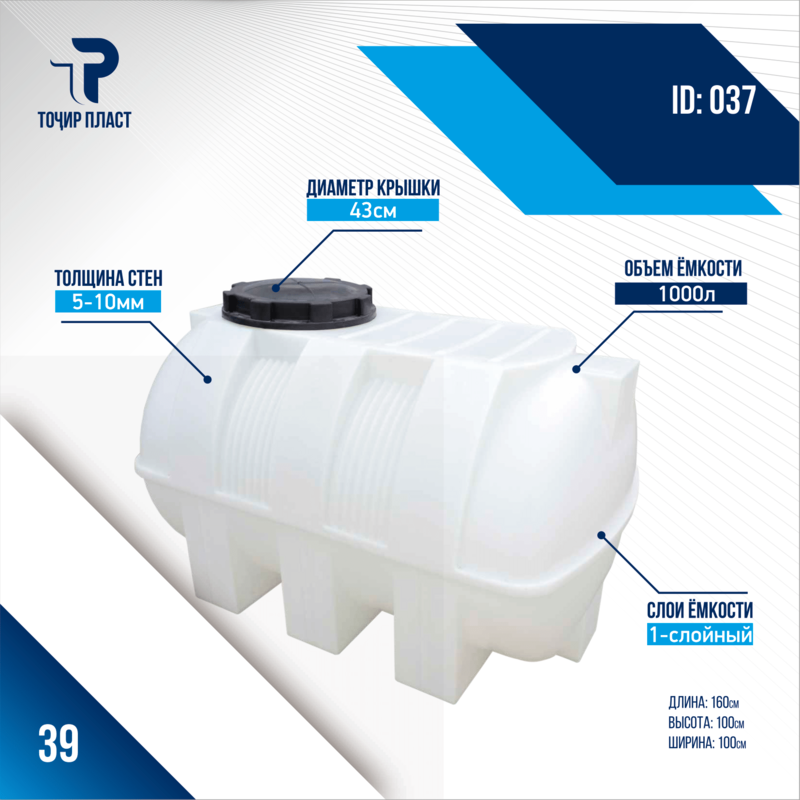 ТОҶИР ПЛАСТ
ID: 037
ДИАМЕТР КРЫШКИ
43см
ТОЛЩИНА СТЕН
5-10мм
ОБЪЕМ ЁМКОСТИ
1000л
СЛОИ ЁМКОСТИ
1-слойный
ДЛИНА: 160см
ВЫСОТА: 100см
ШИРИНА: 100см
39